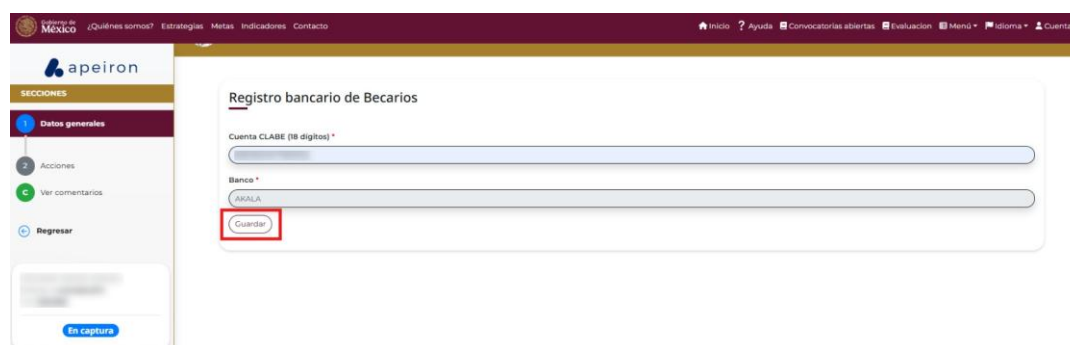 Gobierno de
México
¿Quiénes somos? Estrategias Metas Indicadores Contacto
Inicio ? Ayuda Convocatorias abiertas Evaluacion Menú Idioma Cuenta
apeiron
SECCIONES
1 Datos generales
2 Acciones
C Ver comentarios
Regresar
En captura
Registro bancario de Becarios
Cuenta CLABE (18 dígitos) *
Banco *
AKALA
Guardar